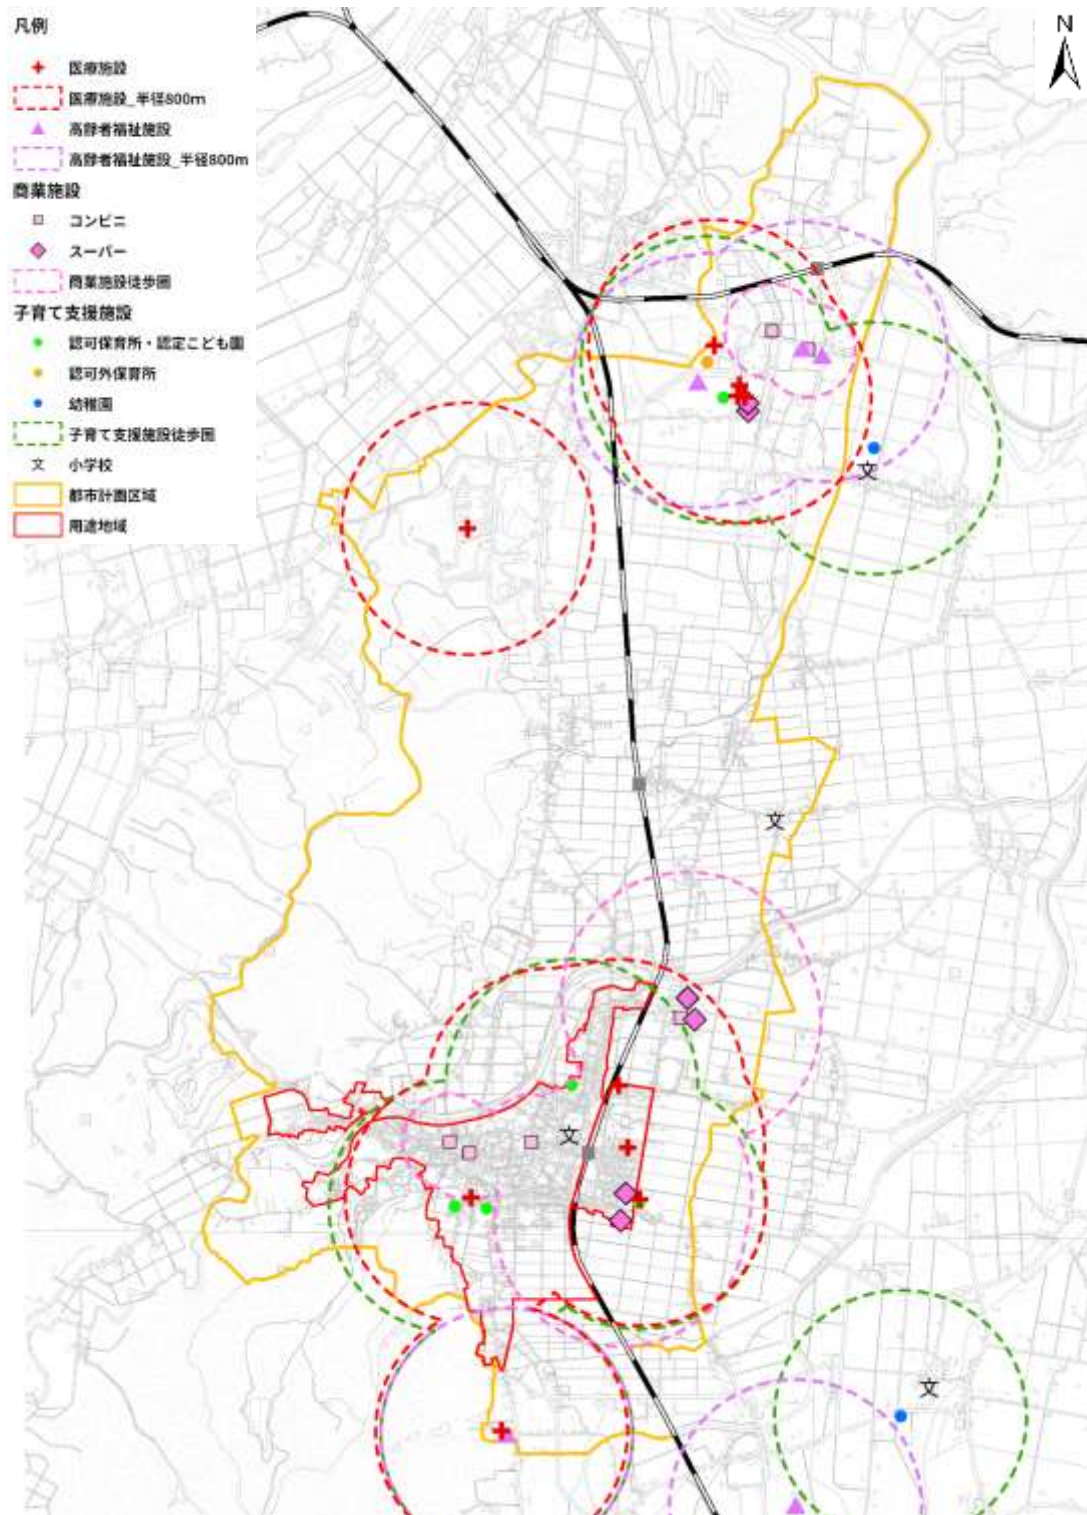 凡例
医療施設
医療施設_半径800m
高齢者福祉施設
高齢者福祉施設_半径800m
商業施設
コンビニ
スーパー
商業施設徒歩圏
子育て支援施設
認可保育所・認定こども園
認可外保育所
幼稚園
子育て支援施設徒歩圏
文 小学校
都市計画区域
用途地域
N
文
文
文
文